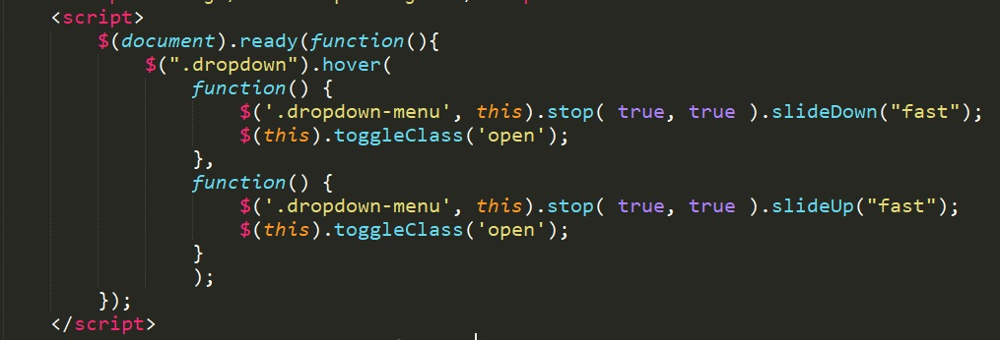 <script>
$(document).ready(function(){
$(".dropdown").hover(
function() {
$('.dropdown-menu', this).stop( true, true ).slideDown("fast");
$(this).toggleClass('open');
},
function() {
$('.dropdown-menu', this).stop( true, true ).slideUp("fast");
$(this).toggleClass('open');
}
);
});
</script>